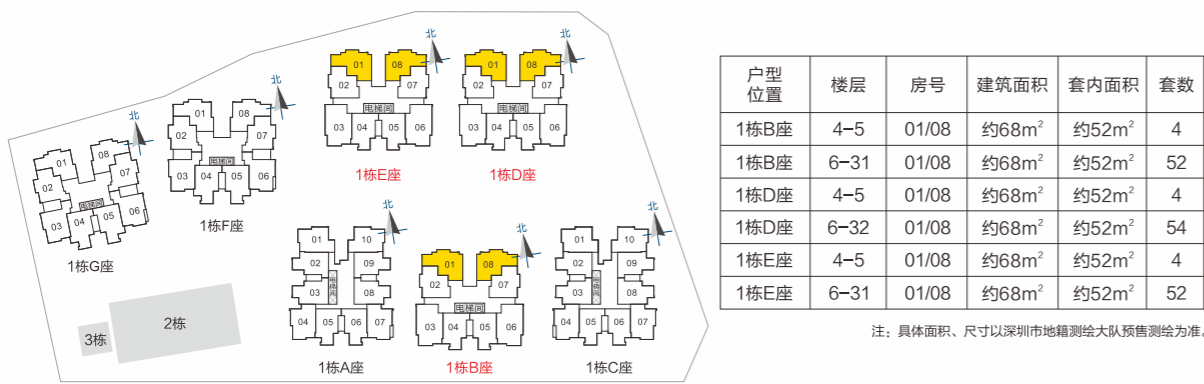 北
01 08
02 07
电梯间
03 04 05 06
1栋G座
北
01 08
02 07
电梯间
03 04 05 06
1栋F座
北
01 08
02 07
电梯间
03 04 05 06
1栋E座
北
01 08
02 07
电梯间
03 04 05 06
1栋D座
北
01 10
02 09
电梯间
03 08
04 05 06 07
1栋A座
北
01 08
02 07
电梯间
03 04 05 06
1栋B座
北
01 10
02 09
电梯间
03 08
04 05 06 07
1栋C座
2栋
3栋
户型位置 楼层 房号 建筑面积 套内面积 套数
1栋B座 4-5 01/08 约68m² 约52m² 4
1栋B座 6-31 01/08 约68m² 约52m² 52
1栋D座 4-5 01/08 约68m² 约52m² 4
1栋D座 6-32 01/08 约68m² 约52m² 54
1栋E座 4-5 01/08 约68m² 约52m² 4
1栋E座 6-31 01/08 约68m² 约52m² 52
注：具体面积、尺寸以深圳市地籍测绘大队预售测绘为准。